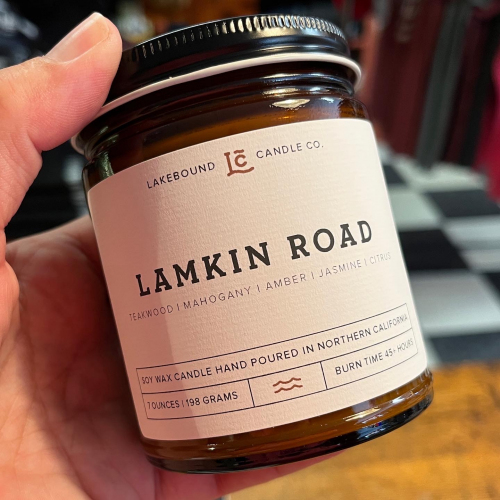 LAKEBOUND LC CANDLE CO.
LAMKIN ROAD
TEAKWOOD | MAHOGANY | AMBER | JASMINE | CITRUS
SOY WAX CANDLE HAND POURED IN NORTHERN CALIFORNIA
7 OUNCES | 198 GRAMS
BURN TIME 45+ HOURS